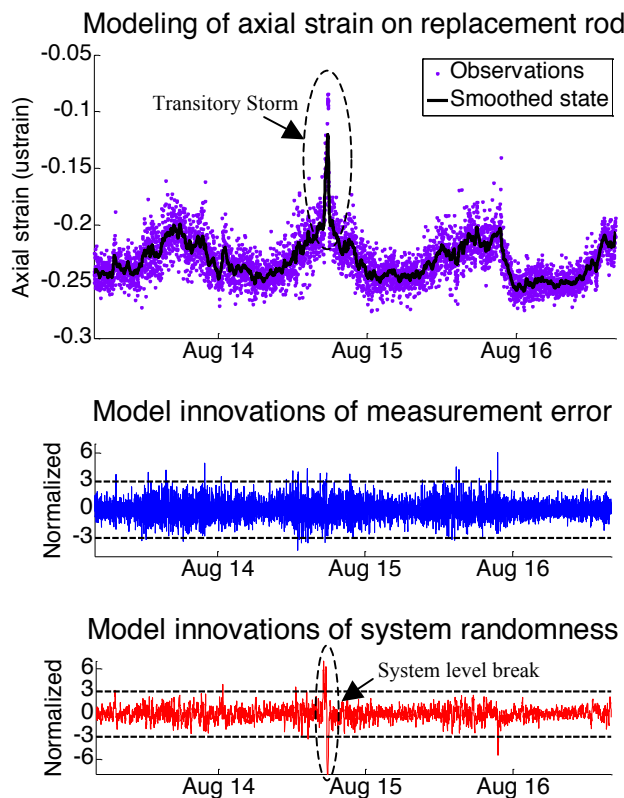 Modeling of axial strain on replacement rod
-0.05
-0.1
-0.15
-0.2
-0.25
-0.3
Axial strain (ustrain)
Transitory Storm
Observations
Smoothed state
Aug 14 Aug 15 Aug 16
Model innovations of measurement error
6
3
0
-3
Normalized
Aug 14 Aug 15 Aug 16
Model innovations of system randomness
6
3
0
-3
-6
Normalized
System level break
Aug 14 Aug 15 Aug 16